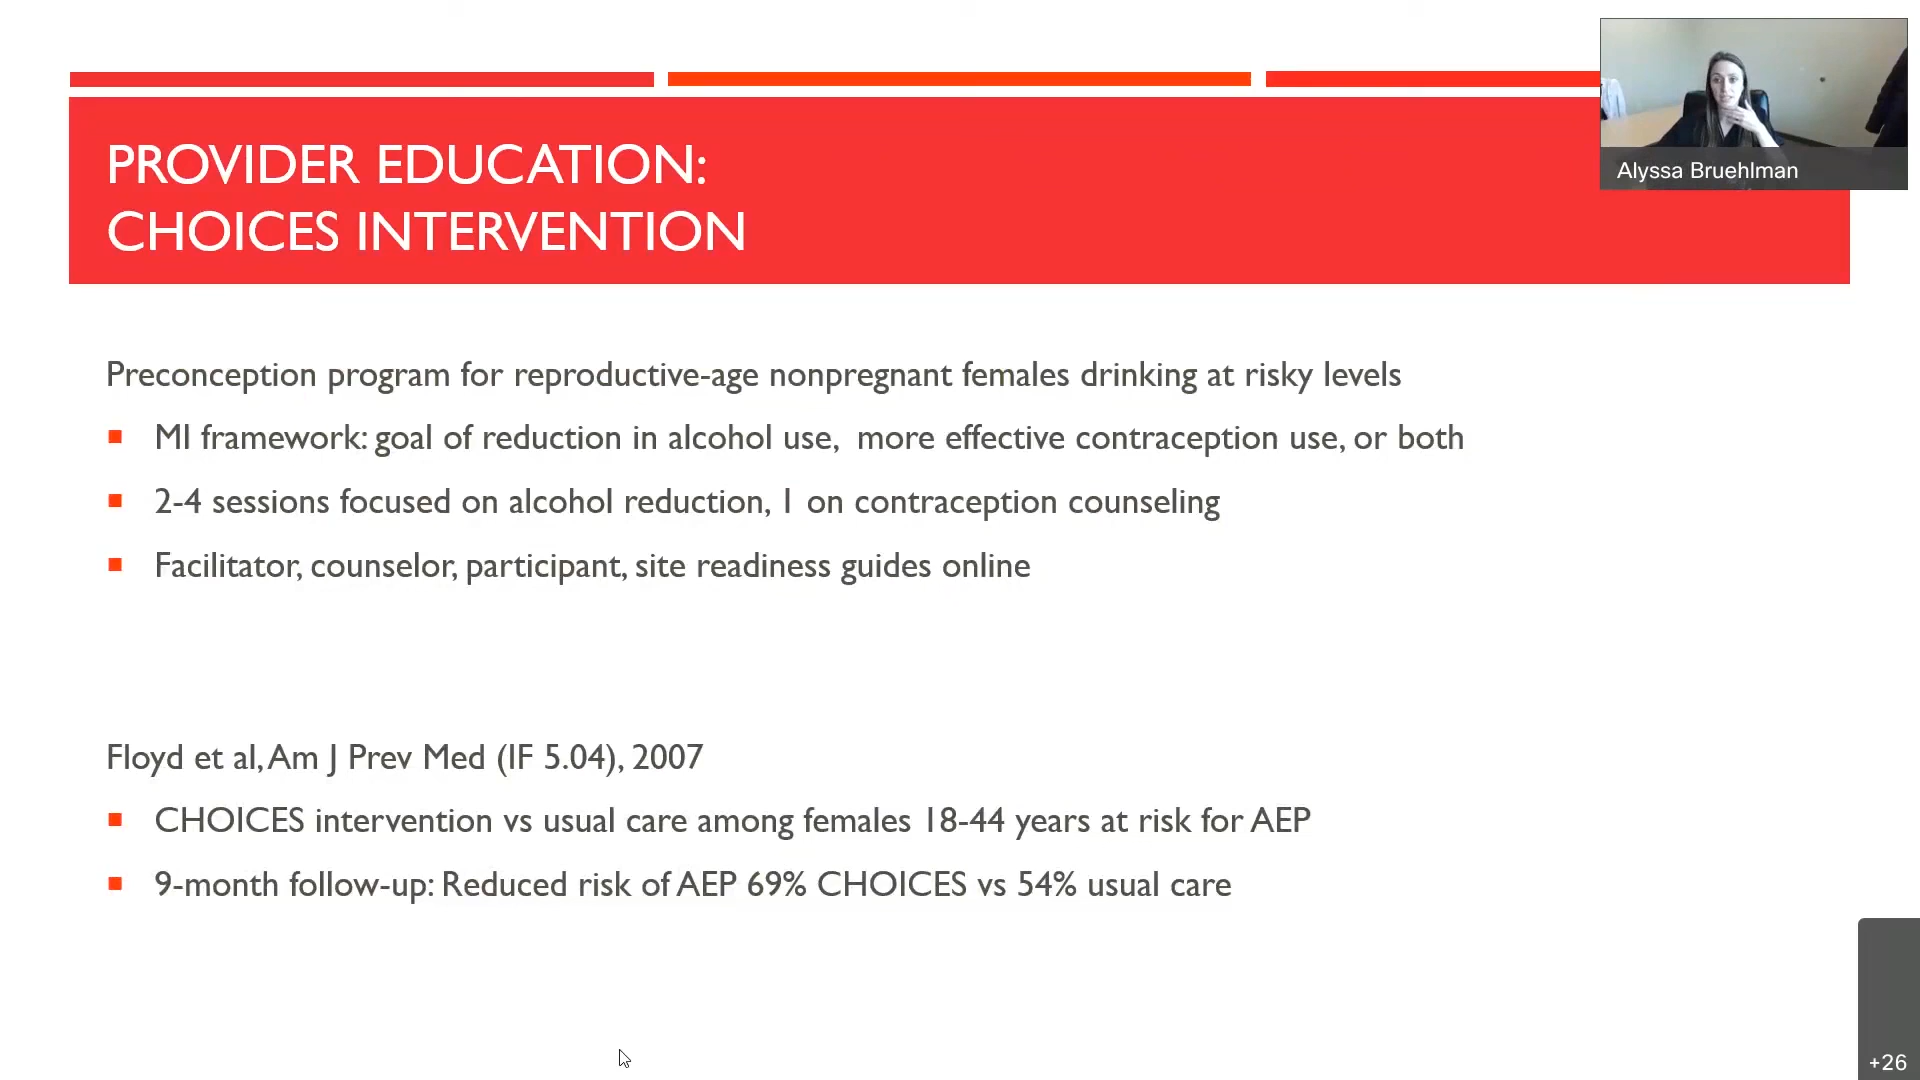 PROVIDER EDUCATION:
CHOICES INTERVENTION
Alyssa Bruehlman
Preconception program for reproductive-age nonpregnant females drinking at risky levels
MI framework: goal of reduction in alcohol use,  more effective contraception use, or both
2-4 sessions focused on alcohol reduction, 1 on contraception counseling
Facilitator, counselor, participant, site readiness guides online
Floyd et al, Am J Prev Med (IF 5.04), 2007
CHOICES intervention vs usual care among females 18-44 years at risk for AEP
9-month follow-up: Reduced risk of AEP 69% CHOICES vs 54% usual care
+26